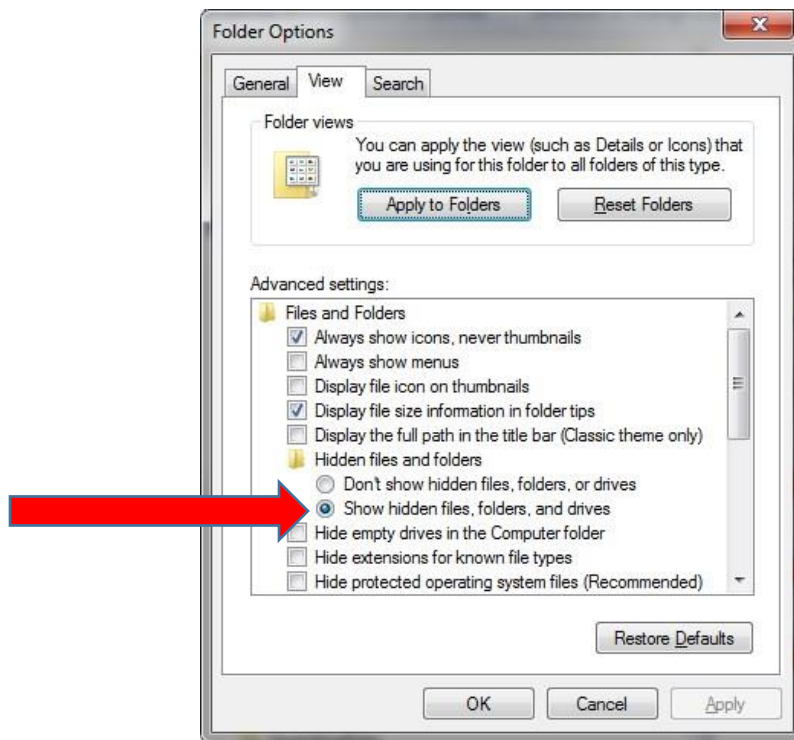 Folder Options
General View Search
Folder views
You can apply the view (such as Details or Icons) that
you are using for this folder to all folders of this type.
Apply to Folders Reset Folders
Advanced settings:
Files and Folders
Always show icons, never thumbnails
Always show menus
Display file icon on thumbnails
Display file size information in folder tips
Display the full path in the title bar (Classic theme only)
Hidden files and folders
Don't show hidden files, folders, or drives
Show hidden files, folders, and drives
Hide empty drives in the Computer folder
Hide extensions for known file types
Hide protected operating system files (Recommended)
Restore Defaults
OK Cancel Apply